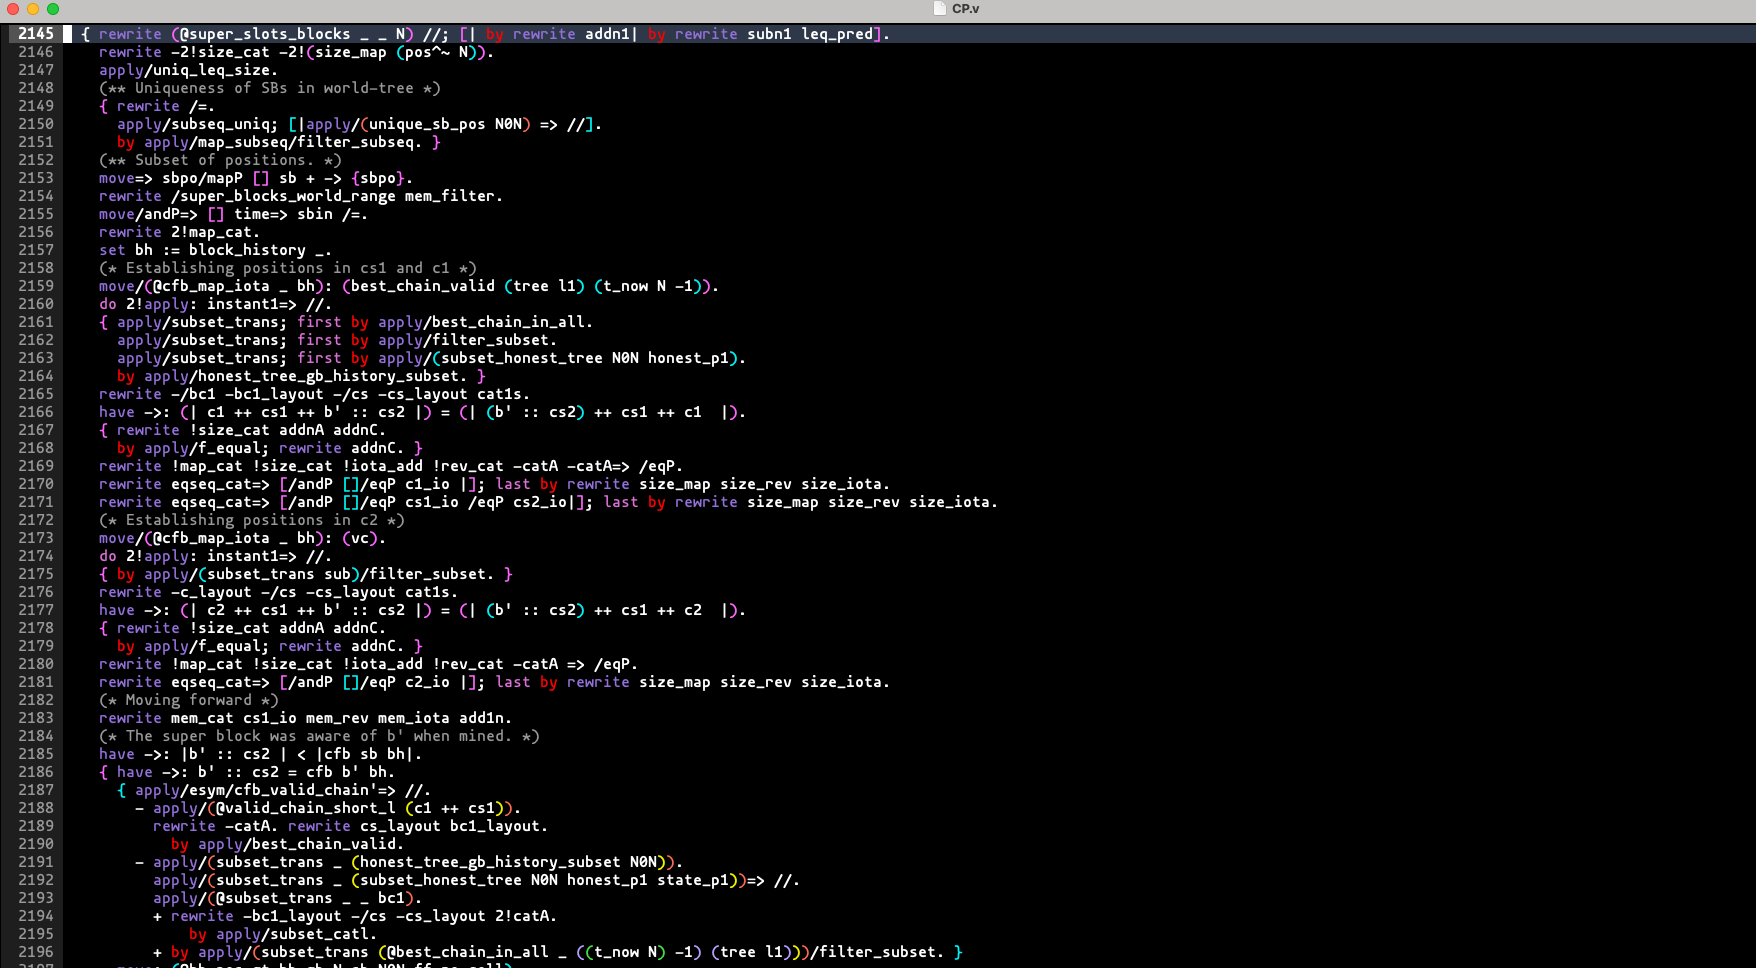 CP.v
2145 { rewrite (@super_slots_blocks _ _ N) //; [| by rewrite addn1| by rewrite subn1 leq_pred].
2146 rewrite -2!size_cat -2!(size_map (pos^~ N)).
2147 apply/uniq_leq_size.
2148 (** Uniqueness of SBs in world-tree *)
2149 { rewrite /=.
2150 apply/subseq_uniq; [|apply/(unique_sb_pos N0N) => //].
2151 by apply/map_subseq/filter_subseq. }
2152 (** Subset of positions. *)
2153 move=> sbpo/mapP [] sb + -> {sbpo}.
2154 rewrite /super_blocks_world_range mem_filter.
2155 move/andP=> [] time=> sbin /=.
2156 rewrite 2!map_cat.
2157 set bh := block_history _.
2158 (* Establishing positions in cs1 and c1 *)
2159 move/(@cfb_map_iota _ bh): (best_chain_valid (tree l1) (t_now N -1)).
2160 do 2!apply: instant1=> //.
2161 { apply/subset_trans; first by apply/best_chain_in_all.
2162 apply/subset_trans; first by apply/filter_subset.
2163 apply/subset_trans; first by apply/(subset_honest_tree N0N honest_p1).
2164 by apply/honest_tree_gb_history_subset. }
2165 rewrite -/bc1 -bc1_layout -/cs -cs_layout cat1s.
2166 have ->: (| c1 ++ cs1 ++ b' :: cs2 |) = (| (b' :: cs2) ++ cs1 ++ c1  |).
2167 { rewrite !size_cat addnA addnC.
2168 by apply/f_equal; rewrite addnC. }
2169 rewrite !map_cat !size_cat !iota_add !rev_cat -catA -catA=> /eqP.
2170 rewrite eqseq_cat=> [/andP []/eqP c1_io |]; last by rewrite size_map size_rev size_iota.
2171 rewrite eqseq_cat=> [/andP []/eqP cs1_io /eqP cs2_io|]; last by rewrite size_map size_rev size_iota.
2172 (* Establishing positions in c2 *)
2173 move/(@cfb_map_iota _ bh): (vc).
2174 do 2!apply: instant1=> //.
2175 { by apply/(subset_trans sub)/filter_subset. }
2176 rewrite -c_layout -/cs -cs_layout cat1s.
2177 have ->: (| c2 ++ cs1 ++ b' :: cs2 |) = (| (b' :: cs2) ++ cs1 ++ c2  |).
2178 { rewrite !size_cat addnA addnC.
2179 by apply/f_equal; rewrite addnC. }
2180 rewrite !map_cat !size_cat !iota_add !rev_cat -catA => /eqP.
2181 rewrite eqseq_cat=> [/andP []/eqP c2_io |]; last by rewrite size_map size_rev size_iota.
2182 (* Moving forward *)
2183 rewrite mem_cat cs1_io mem_rev mem_iota add1n.
2184 (* The super block was aware of b' when mined. *)
2185 have ->: |b' :: cs2 | < |cfb sb bh|.
2186 { have ->: b' :: cs2 = cfb b' bh.
2187 { apply/esym/cfb_valid_chain'=> //.
2188 - apply/(@valid_chain_short_l (c1 ++ cs1)).
2189 rewrite -catA. rewrite cs_layout bc1_layout.
2190 by apply/best_chain_valid.
2191 - apply/(subset_trans _ (honest_tree_gb_history_subset N0N)).
2192 apply/(subset_trans _ (subset_honest_tree N0N honest_p1 state_p1))=> //.
2193 apply/(@subset_trans _ _ bc1).
2194 + rewrite -bc1_layout -/cs -cs_layout 2!catA.
2195 by apply/subset_catl.
2196 + by apply/(subset_trans (@best_chain_in_all _ ((t_now N) -1) (tree l1)))/filter_subset. }